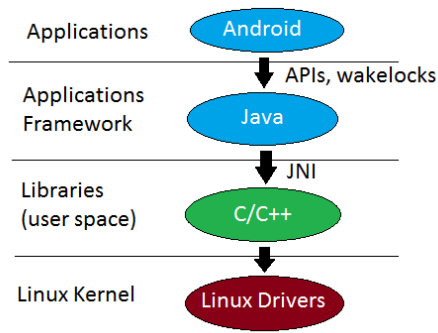 Applications
Android
APIs, wakelocks
Applications
Framework
Java
JNI
Libraries
(user space)
C/C++
Linux Kernel
Linux Drivers